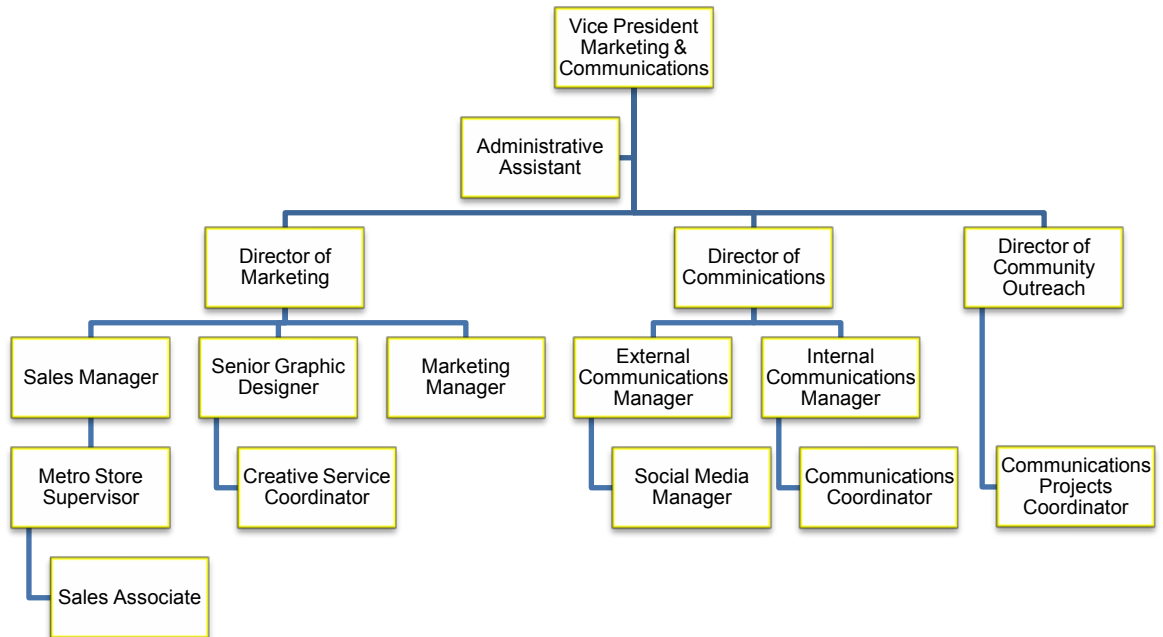 Vice President
Marketing &
Communications
Administrative
Assistant
Director of
Marketing
Director of
Comminications
Director of
Community
Outreach
Sales Manager
Senior Graphic
Designer
Marketing
Manager
External
Communications
Manager
Internal
Communications
Manager
Metro Store
Supervisor
Creative Service
Coordinator
Social Media
Manager
Communications
Coordinator
Communications
Projects
Coordinator
Sales Associate